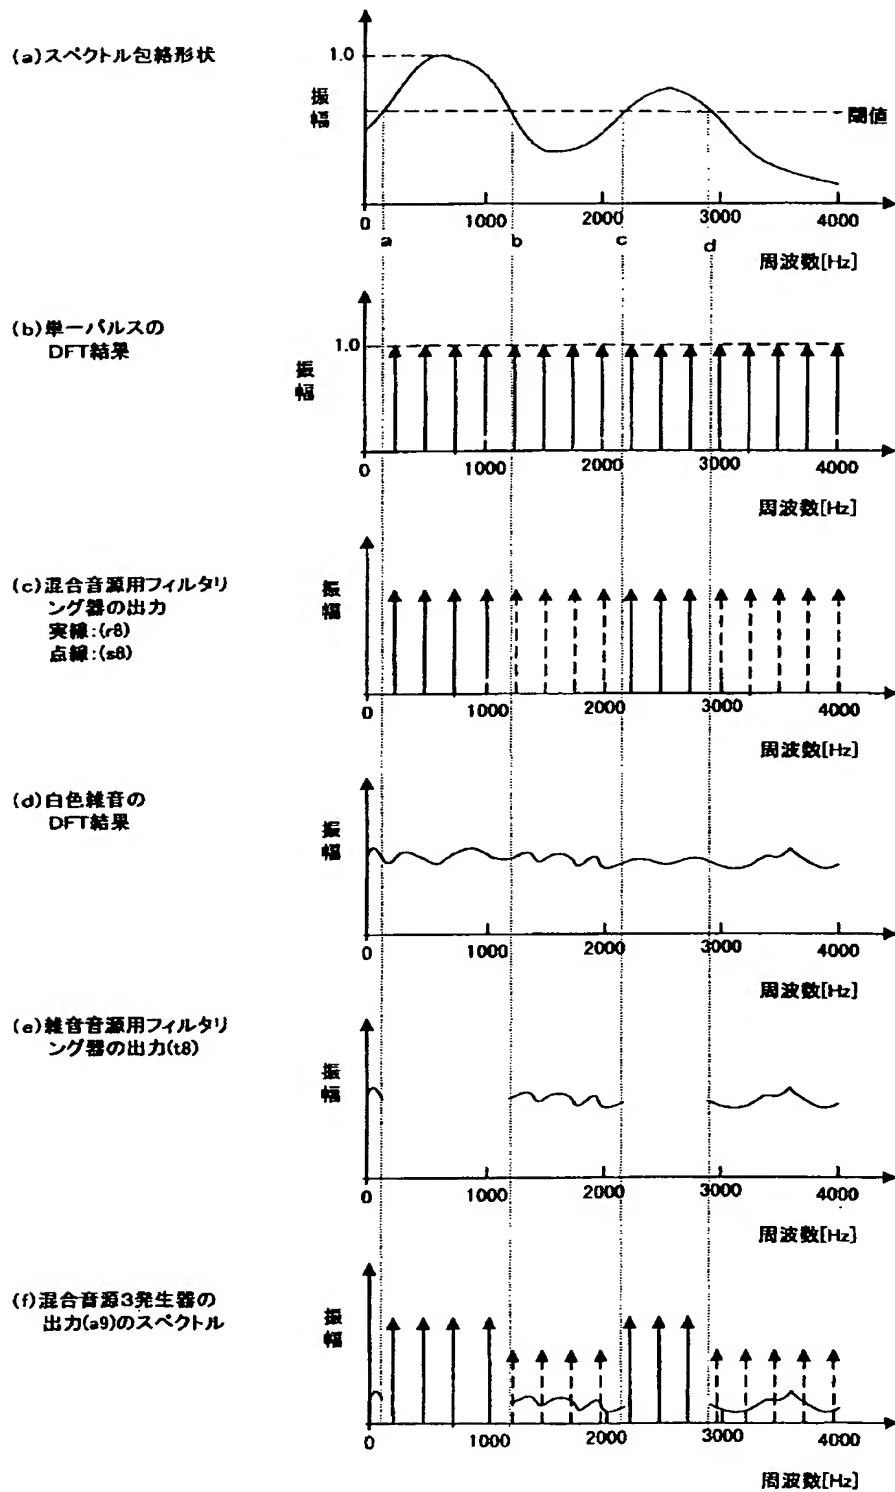 (a)スペクトル包絡形状
1.0
振
幅
閾値
0
1000
2000
3000
4000
a
b
c
d
周波数[Hz]
(b)単一パルスの
DFT結果
1.0
振
幅
0
1000
2000
3000
4000
周波数[Hz]
(c)混合音源用フィルタリ
ング器の出力
実線:(r8)
点線:(s8)
振
幅
0
1000
2000
3000
4000
周波数[Hz]
(d)白色雑音の
DFT結果
振
幅
0
1000
2000
3000
4000
周波数[Hz]
(e)雑音音源用フィルタリ
ング器の出力(t8)
振
幅
0
1000
2000
3000
4000
周波数[Hz]
(f)混合音源3発生器の
出力(a9)のスペクトル
振
幅
0
1000
2000
3000
4000
周波数[Hz]